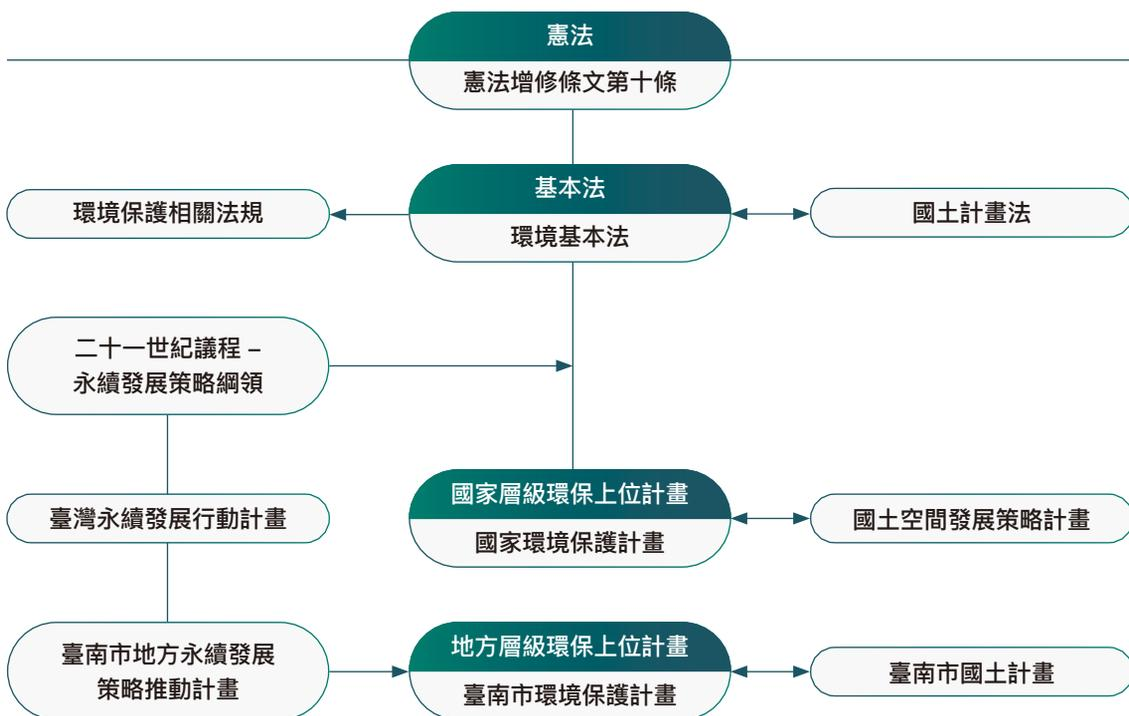 憲法
憲法增修條文第十條
基本法
環境基本法
環境保護相關法規
國土計畫法
二十一世紀議程 –
永續發展策略綱領
國家層級環保上位計畫
國家環境保護計畫
臺灣永續發展行動計畫
國土空間發展策略計畫
臺南市地方永續發展
策略推動計畫
地方層級環保上位計畫
臺南市環境保護計畫
臺南市國土計畫